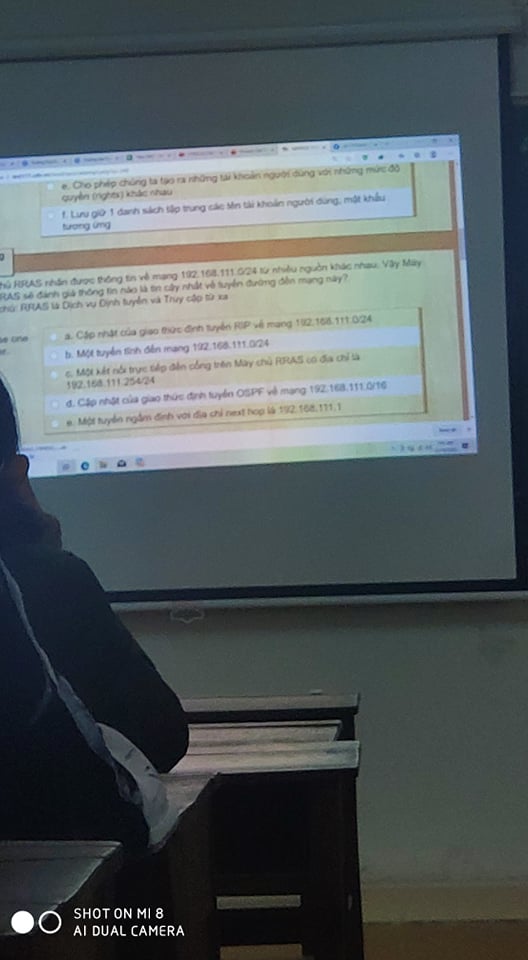 e. Cho phép chúng ta tạo ra những tài khoản người dùng với những mức độ
quyền (rights) khác nhau
f. Lưu giữ 1 danh sách tập trung các tên tài khoản người dùng, mật khẩu
tương ứng
hủ RRAS nhận được thông tin về mạng 192.168.111.0/24 từ nhiều nguồn khác nhau. Vậy Máy
RAS sẽ đánh giá thông tin nào là tin cậy nhất về tuyến đường đến mạng này?
chú: RRAS là Dịch vụ Định tuyến và Truy cập từ xa
se one
a. Cập nhật của giao thức định tuyến RIP về mạng 192.168.111.0/24
b. Một tuyến tĩnh đến mạng 192.168.111.0/24
c. Một kết nối trực tiếp đến cổng trên Máy chủ RRAS có địa chỉ là
192.168.111.254/24
d. Cập nhật của giao thức định tuyến OSPF về mạng 192.168.111.0/16
e. Một tuyến ngầm định với địa chỉ next hop là 192.168.111.1
SHOT ON MI 8
AI DUAL CAMERA